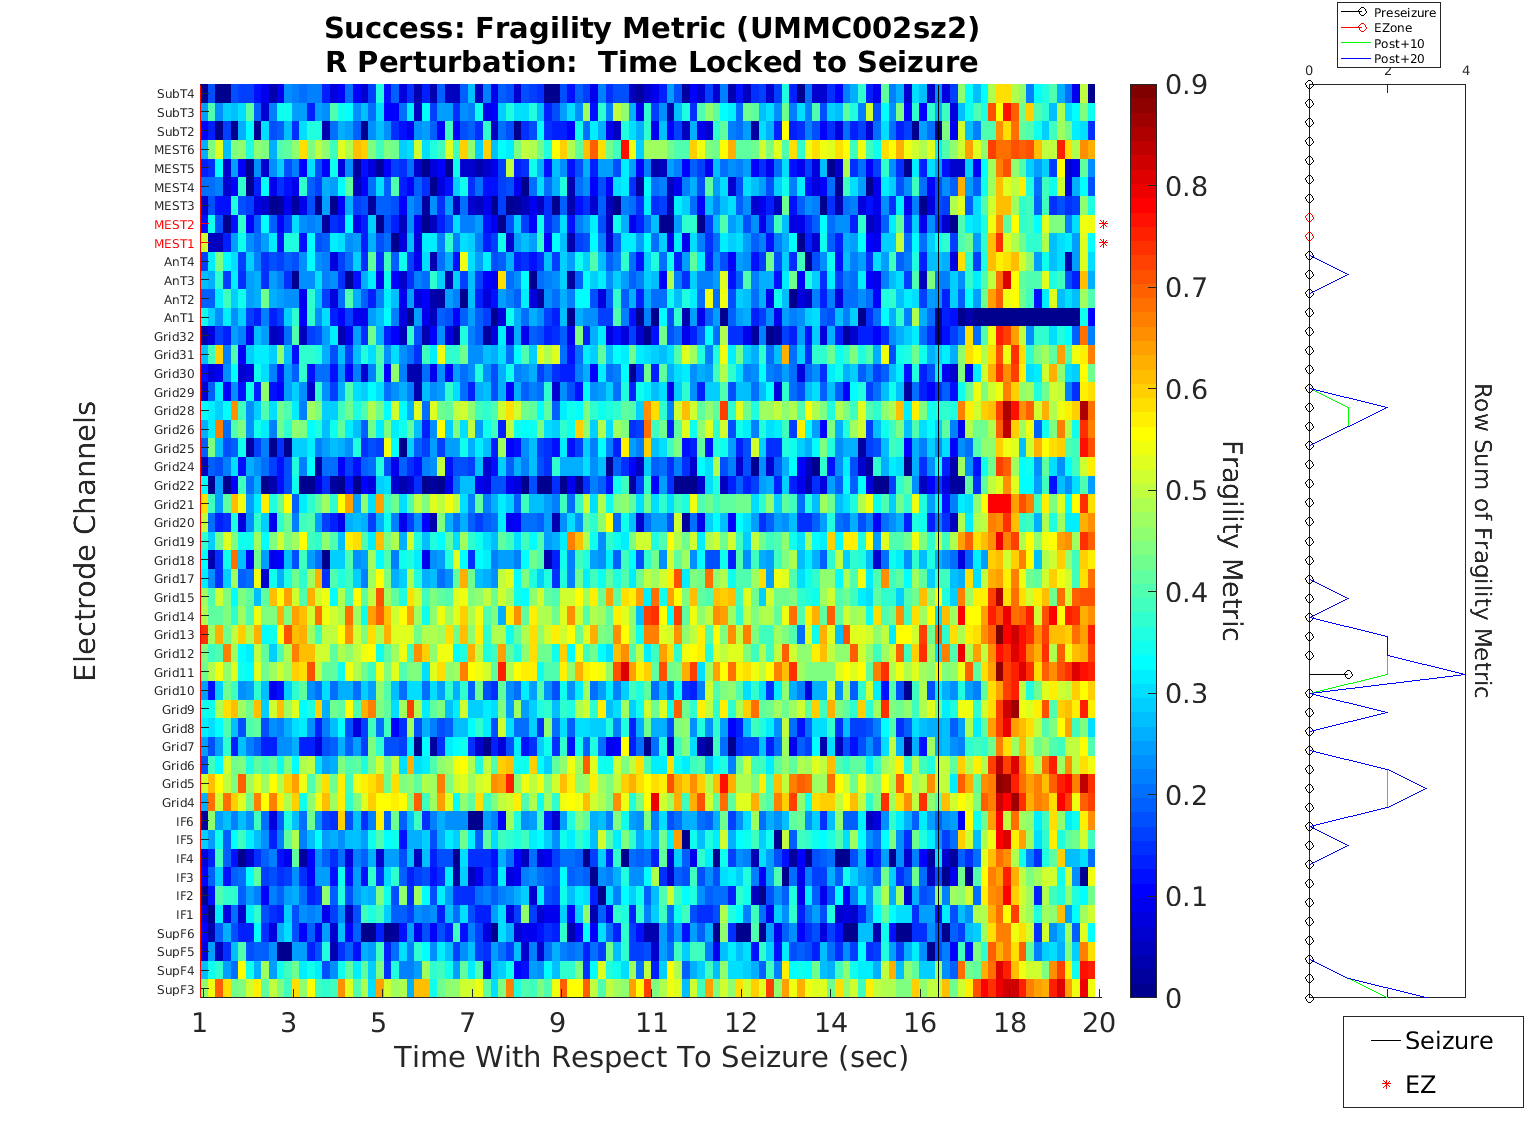 Success: Fragility Metric (UMMC002sz2)
R Perturbation:  Time Locked to Seizure
Preseizure
EZone
Post+10
Post+20
0 2 4
Electrode Channels
SubT4
SubT3
SubT2
MEST6
MEST5
MEST4
MEST3
MEST2
MEST1
AnT4
AnT3
AnT2
AnT1
Grid32
Grid31
Grid30
Grid29
Grid28
Grid26
Grid25
Grid24
Grid22
Grid21
Grid20
Grid19
Grid18
Grid17
Grid15
Grid14
Grid13
Grid12
Grid11
Grid10
Grid9
Grid8
Grid7
Grid6
Grid5
Grid4
IF6
IF5
IF4
IF3
IF2
IF1
SupF6
SupF5
SupF4
SupF3
1 3 5 7 9 11 12 14 16 18 20
Time With Respect To Seizure (sec)
0.9
0.8
0.7
0.6
0.5
0.4
0.3
0.2
0.1
0
Fragility Metric
Row Sum of Fragility Metric
Seizure
EZ